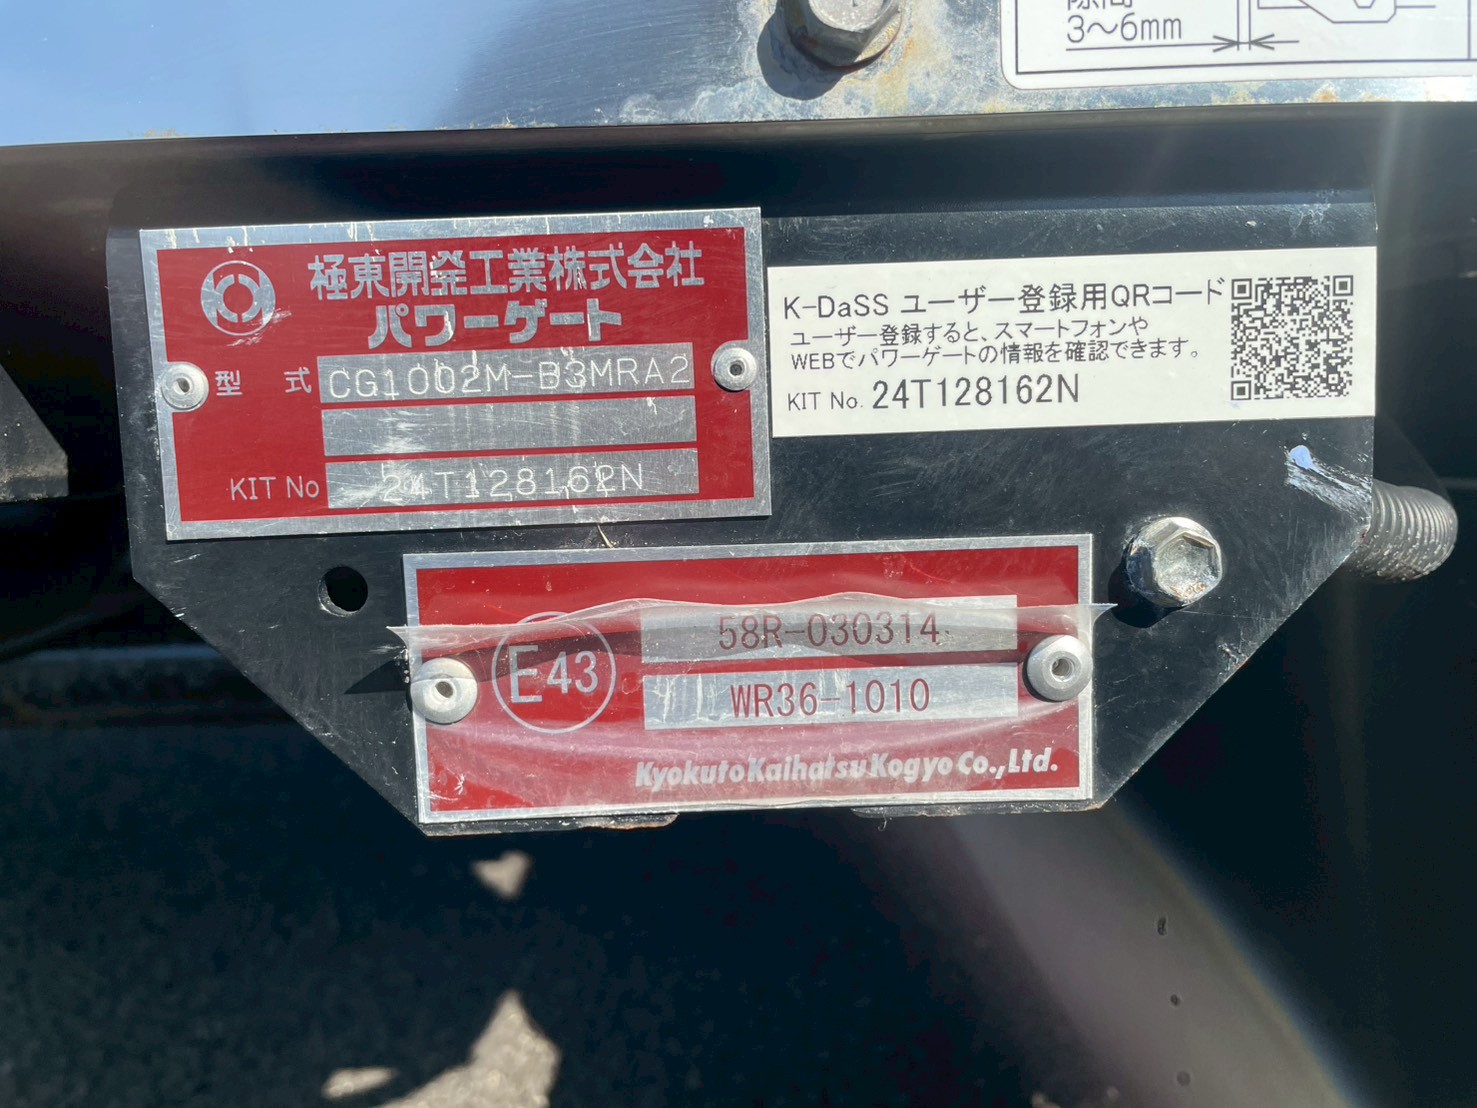 3～6mm
極東開発工業株式会社
パワーゲート
型 式 CG1002M-B3MRA2
KIT No 24T128162N
K-DaSS ユーザー登録用QRコード
ユーザー登録すると、スマートフォンや
WEBでパワーゲートの情報を確認できます。
KIT No. 24T128162N
E43
58R-030314
WR36-1010
Kyokuto Kaihatsu Kogyo Co., Ltd.